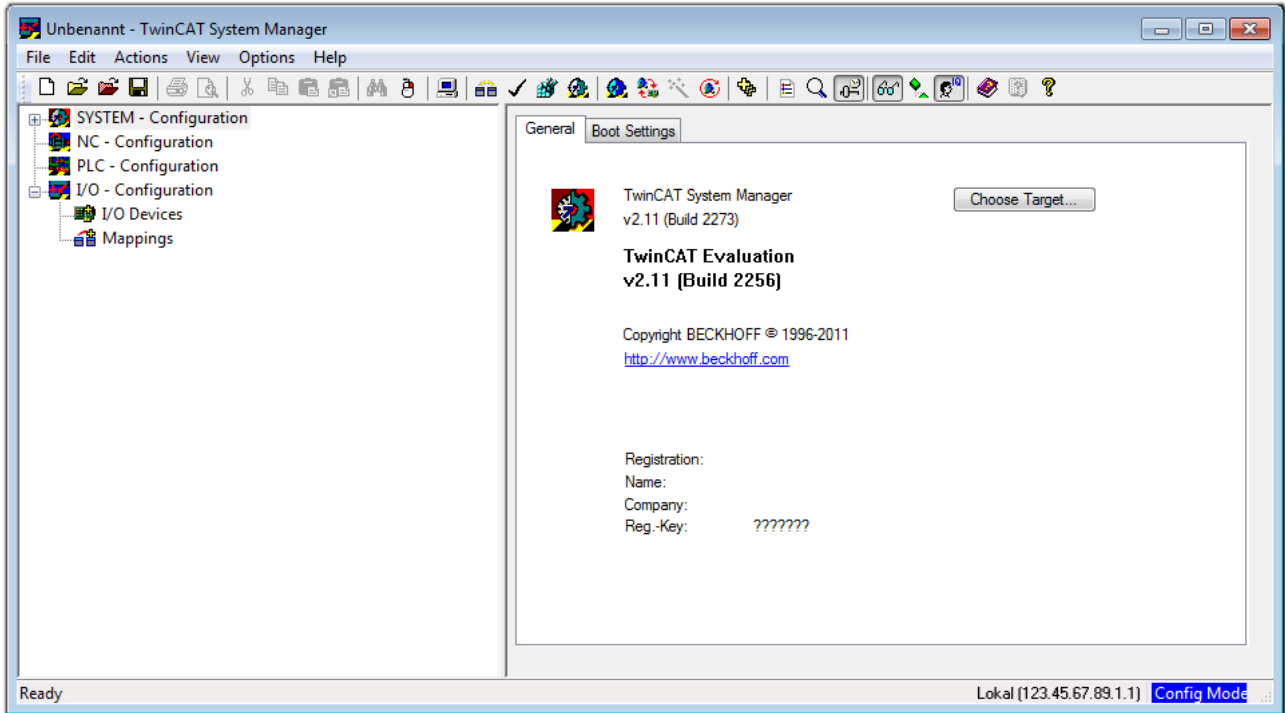 Unbenannt - TwinCAT System Manager
File Edit Actions View Options Help
SYSTEM - Configuration
NC - Configuration
PLC - Configuration
I/O - Configuration
I/O Devices
Mappings
General Boot Settings
TwinCAT System Manager
v2.11 (Build 2273)
Choose Target...
TwinCAT Evaluation
v2.11 (Build 2256)
Copyright BECKHOFF © 1996-2011
http://www.beckhoff.com
Registration:
Name:
Company:
Reg.-Key: ???????
Ready Lokal (123.45.67.89.1.1) Config Mode